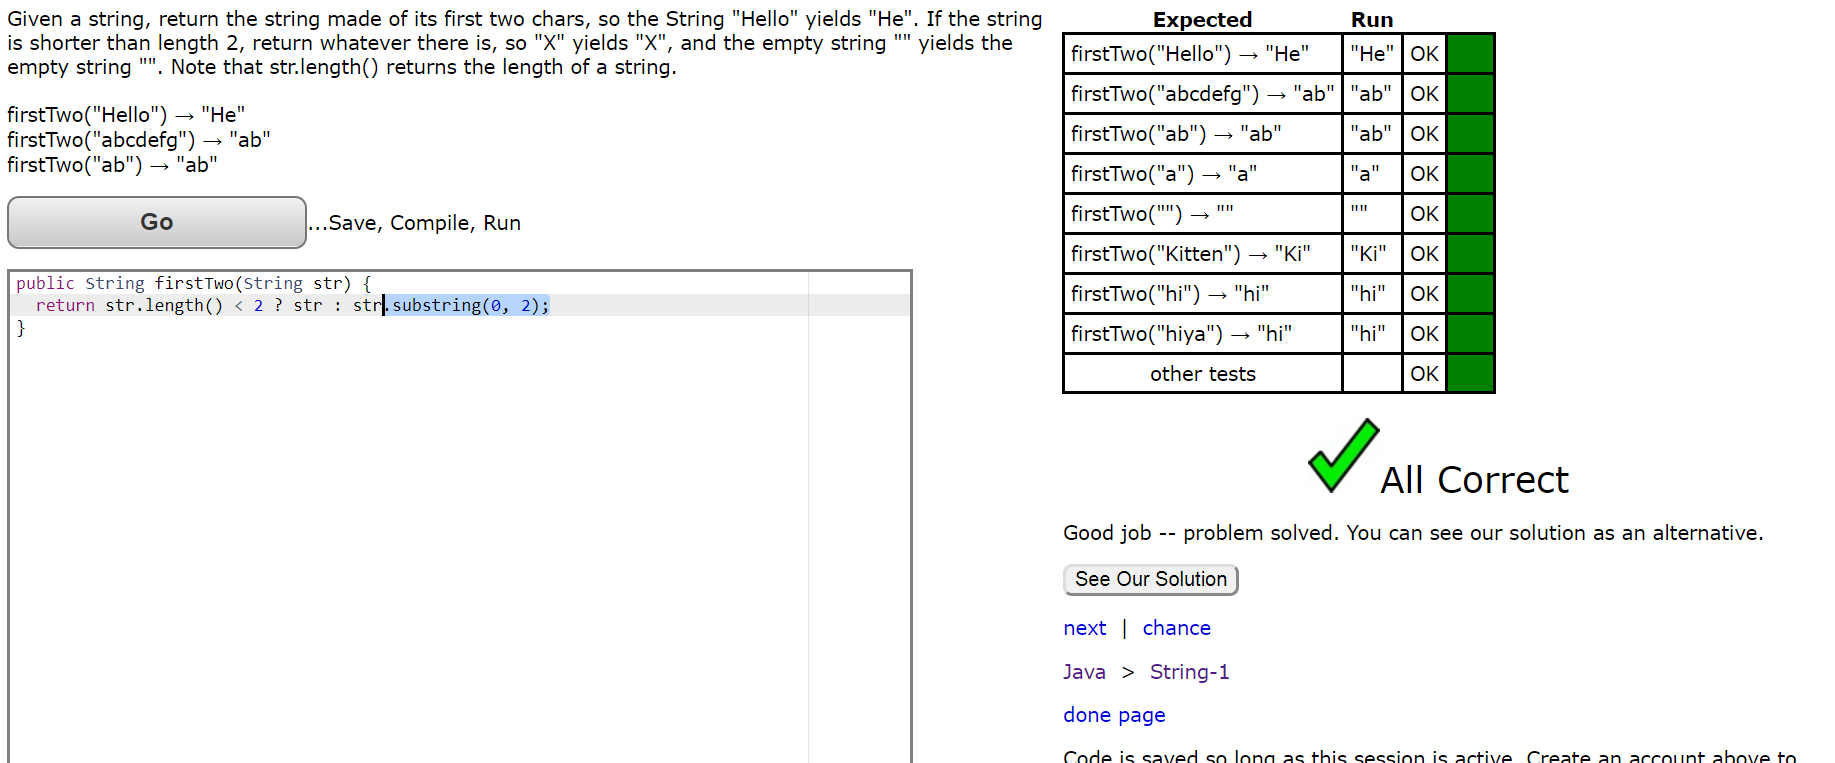 Given a string, return the string made of its first two chars, so the String "Hello" yields "He". If the string
is shorter than length 2, return whatever there is, so "X" yields "X", and the empty string "" yields the
empty string "". Note that str.length() returns the length of a string.
firstTwo("Hello") → "He"
firstTwo("abcdefg") → "ab"
firstTwo("ab") → "ab"
Go ...Save, Compile, Run
public String firstTwo(String str) {
  return str.length() < 2 ? str : str.substring(0, 2);
}
Expected Run
firstTwo("Hello") → "He" "He" OK
firstTwo("abcdefg") → "ab" "ab" OK
firstTwo("ab") → "ab" "ab" OK
firstTwo("a") → "a" "a" OK
firstTwo("") → "" "" OK
firstTwo("Kitten") → "Ki" "Ki" OK
firstTwo("hi") → "hi" "hi" OK
firstTwo("hiya") → "hi" "hi" OK
other tests OK
All Correct
Good job -- problem solved. You can see our solution as an alternative.
See Our Solution
next | chance
Java > String-1
done page
Code is saved so long as this session is active. Create an account above to